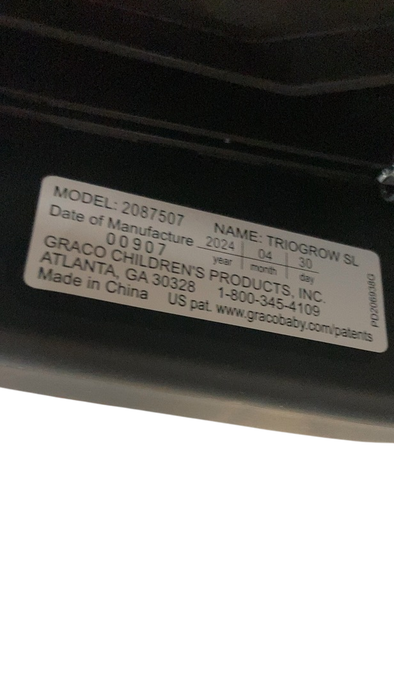 MODEL: 2087507 NAME: TRIOGROW SL
Date of Manufacture 2024 04 30
00907 year month day
GRACO CHILDREN'S PRODUCTS, INC.
ATLANTA, GA 30328 1-800-345-4109
Made in China US pat. www.gracobaby.com/patents
PD206938G